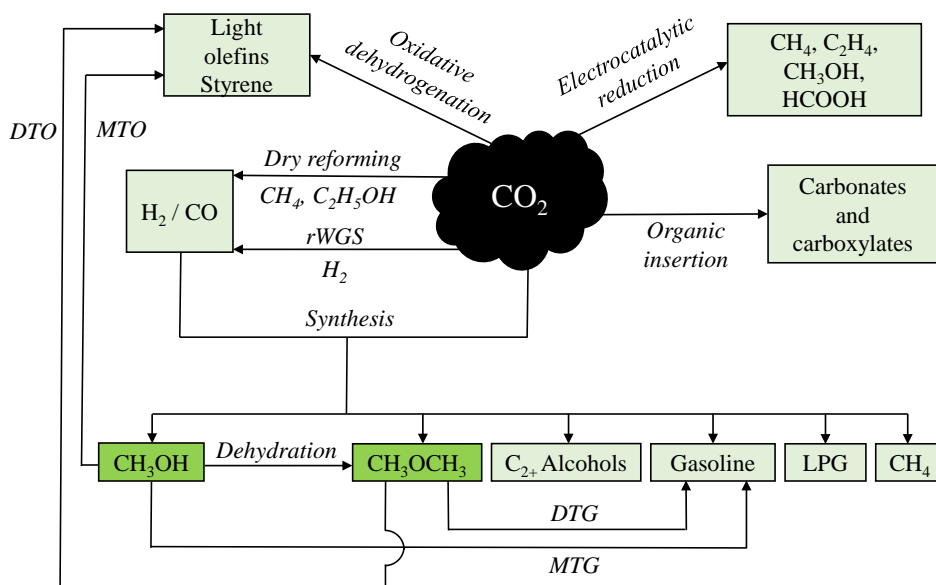 Light
olefins
Styrene
Oxidative
dehydrogenation
Electrocatalytic
reduction
CH₄, C₂H₄,
CH₃OH,
HCOOH
DTO
MTO
Dry reforming
CH₄, C₂H₅OH
H₂ / CO
CO₂
rWGS
H₂
Organic
insertion
Carbonates
and
carboxylates
Synthesis
CH₃OH
Dehydration
CH₃OCH₃
C₂₊ Alcohols
Gasoline
LPG
CH₄
DTG
MTG